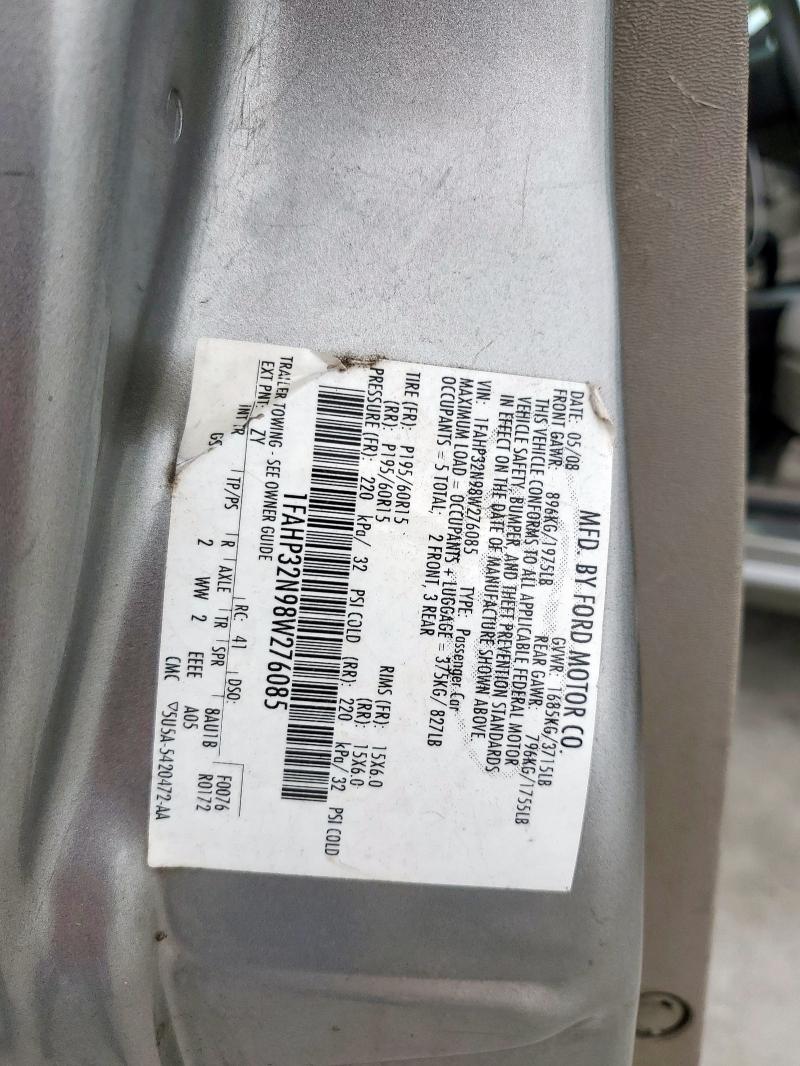 MFD. BY FORD MOTOR CO.
DATE: 05/08 GVWR: 1685KG/3715LB
FRONT GAWR: 896KG/1975LB REAR GAWR: 796KG/1755LB
THIS VEHICLE CONFORMS TO ALL APPLICABLE FEDERAL MOTOR
VEHICLE SAFETY, BUMPER, AND THEFT PREVENTION STANDARDS
IN EFFECT ON THE DATE OF MANUFACTURE SHOWN ABOVE.
VIN: 1FAHP32N98W276085 TYPE: Passenger Car
MAXIMUM LOAD = OCCUPANTS + LUGGAGE = 375KG/ 827LB
OCCUPANTS = 5 TOTAL, 2 FRONT, 3 REAR
TIRE (FR): P195/60R15 RIMS (FR): 15X6.0
(RR): P195/60R15 (RR): 15X6.0
PRESSURE (FR): 220 kPa/ 32 PSI COLD (RR): 220 kPa/ 32 PSI COLD
1FAHP32N98W276085
TRAILER TOWING - SEE OWNER GUIDE
EXT PNT: ZY RC: 41 DSO:
INT TR TP/PS R AXLE TR SPR 8AU1B F0076
GS 2 WW 2 EEEE A05 R0172
CMC ▽5U5A-5420472-AA